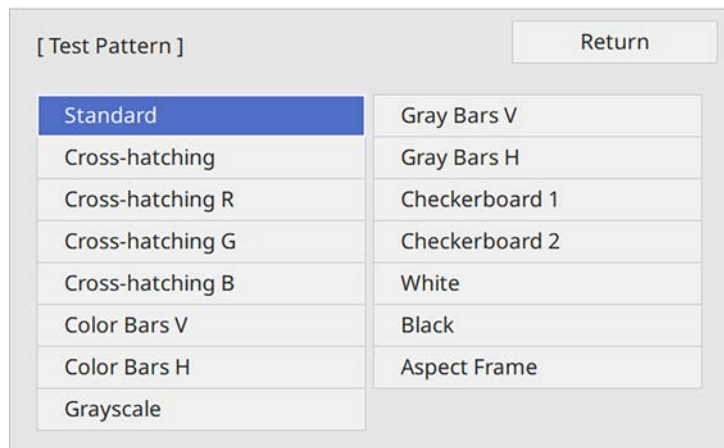 [ Test Pattern ]
Return
Standard
Cross-hatching
Cross-hatching R
Cross-hatching G
Cross-hatching B
Color Bars V
Color Bars H
Grayscale
Gray Bars V
Gray Bars H
Checkerboard 1
Checkerboard 2
White
Black
Aspect Frame